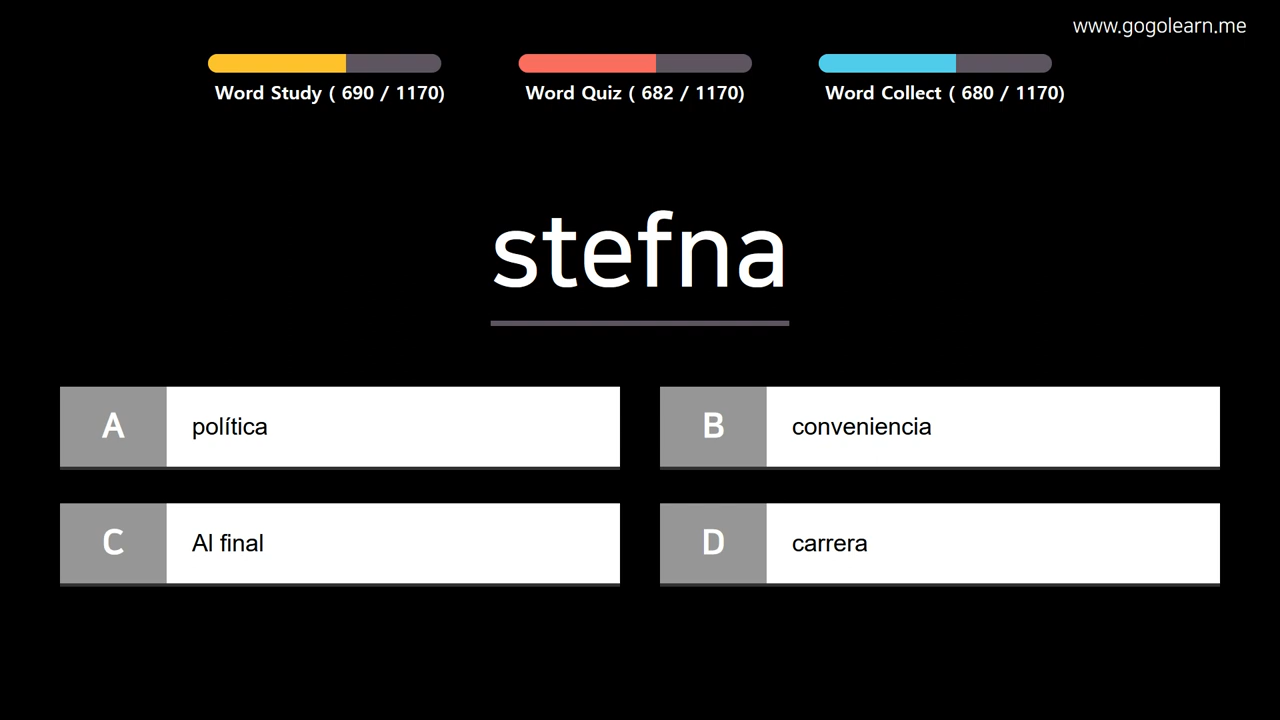 www.gogolearn.me
Word Study ( 690 / 1170)
Word Quiz ( 682 / 1170)
Word Collect ( 680 / 1170)
stefna
A política
B conveniencia
C Al final
D carrera